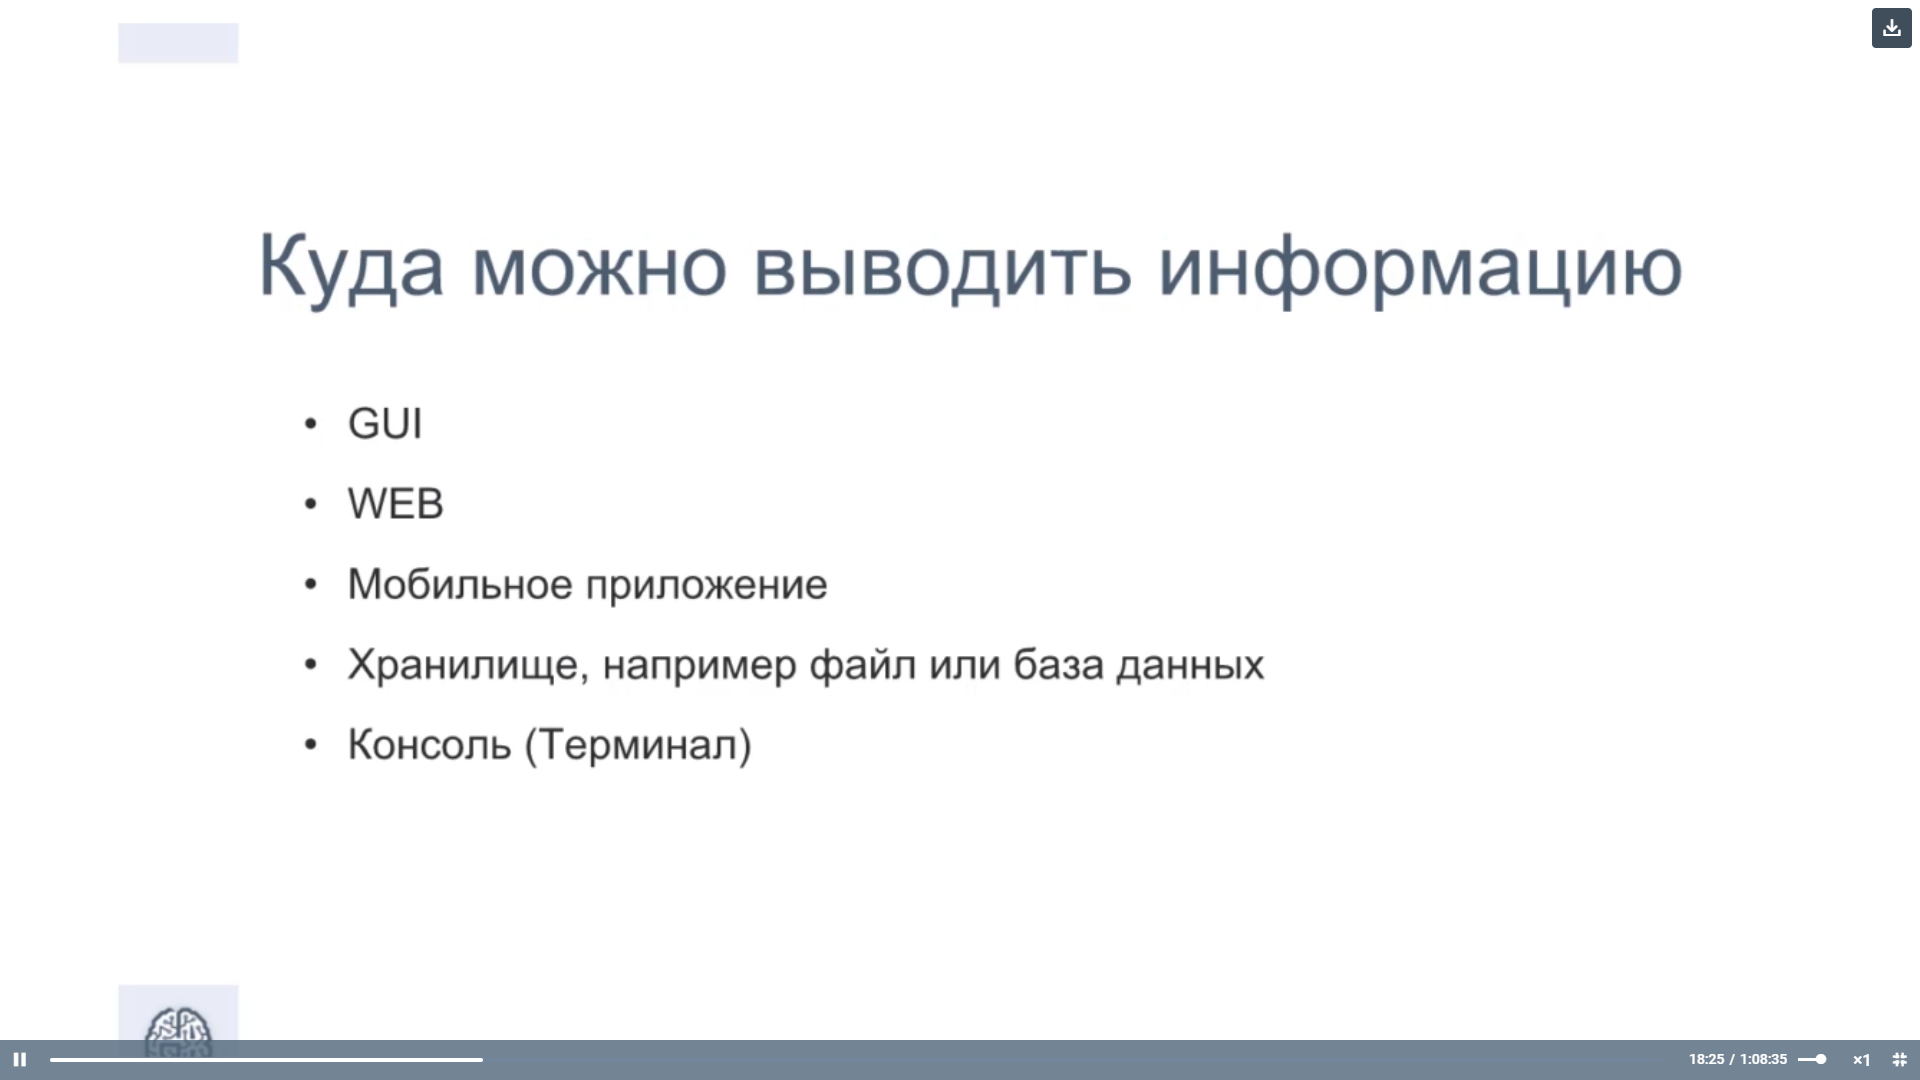 Куда можно выводить информацию
• GUI
• WEB
• Мобильное приложение
• Хранилище, например файл или база данных
• Консоль (Терминал)
18:25 / 1:08:35
×1